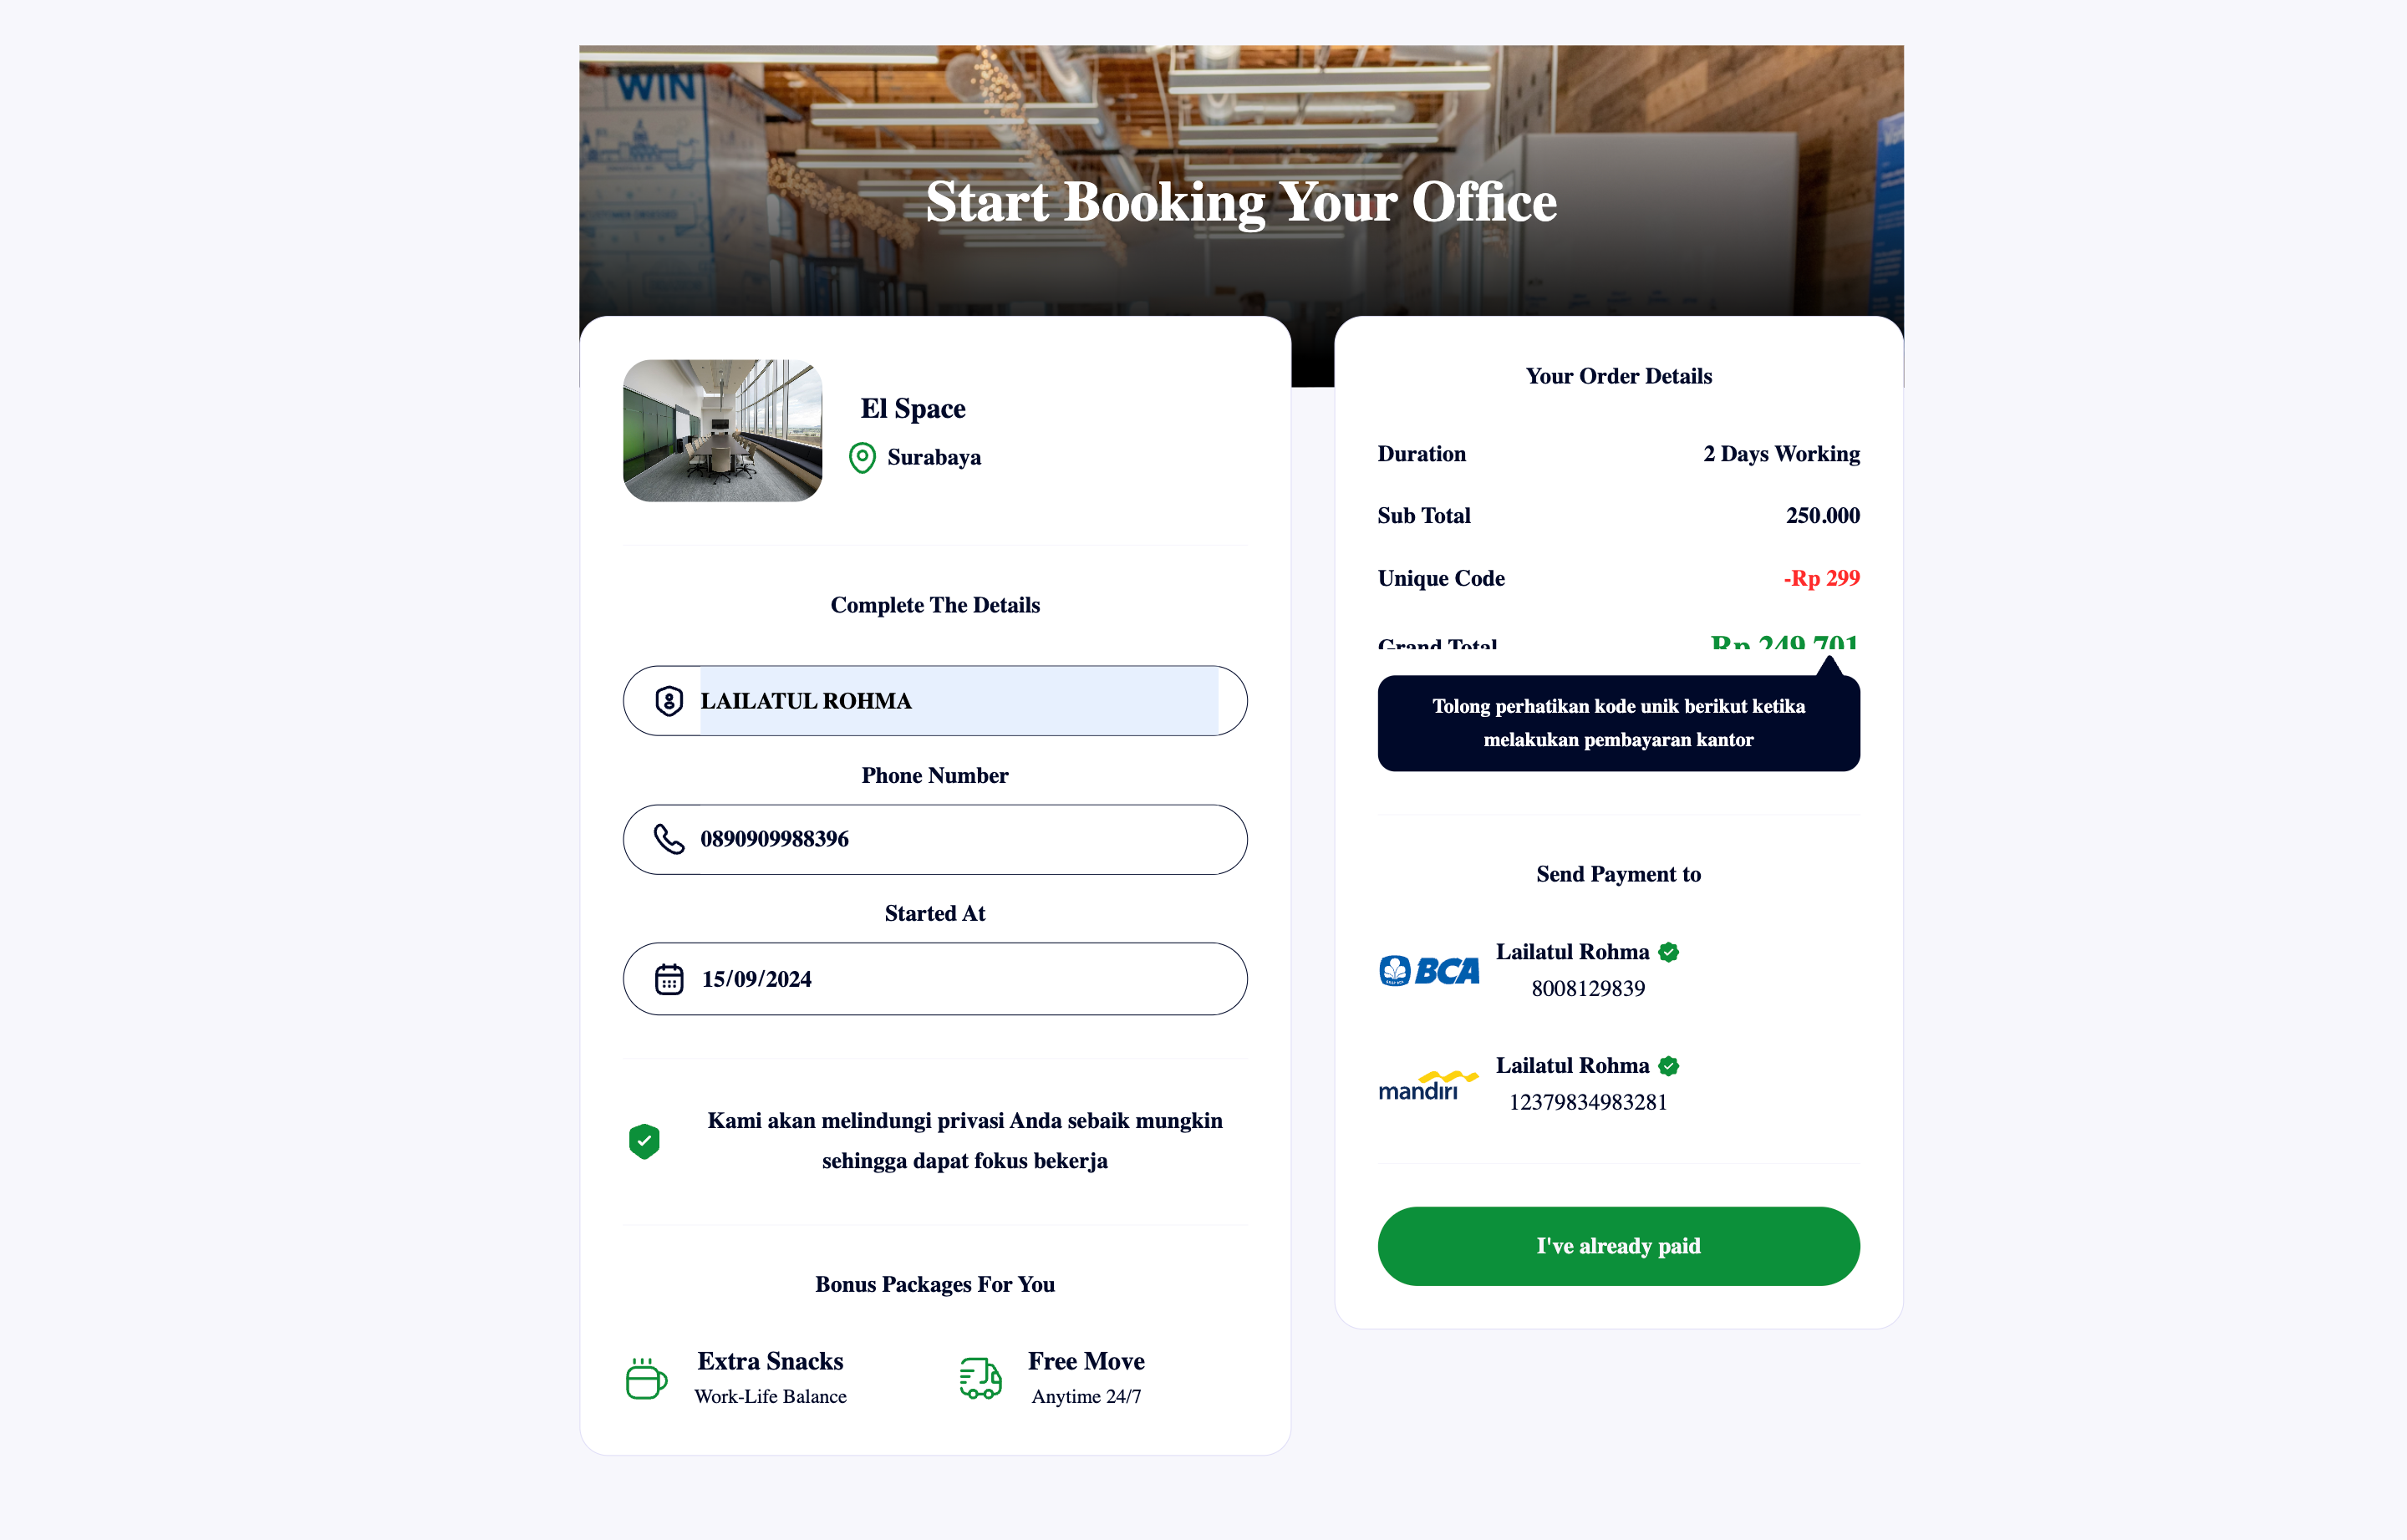 WIN
Start Booking Your Office
El Space
Surabaya
Complete The Details
LAILATUL ROHMA
Phone Number
0890909988396
Started At
15/09/2024
Kami akan melindungi privasi Anda sebaik mungkin
sehingga dapat fokus bekerja
Bonus Packages For You
Extra Snacks
Work-Life Balance
Free Move
Anytime 24/7
Your Order Details
Duration
2 Days Working
Sub Total
250.000
Unique Code
-Rp 299
Grand Total
Rp 249.701
Tolong perhatikan kode unik berikut ketika
melakukan pembayaran kantor
Send Payment to
BCA
Lailatul Rohma
8008129839
mandiri
Lailatul Rohma
12379834983281
I've already paid